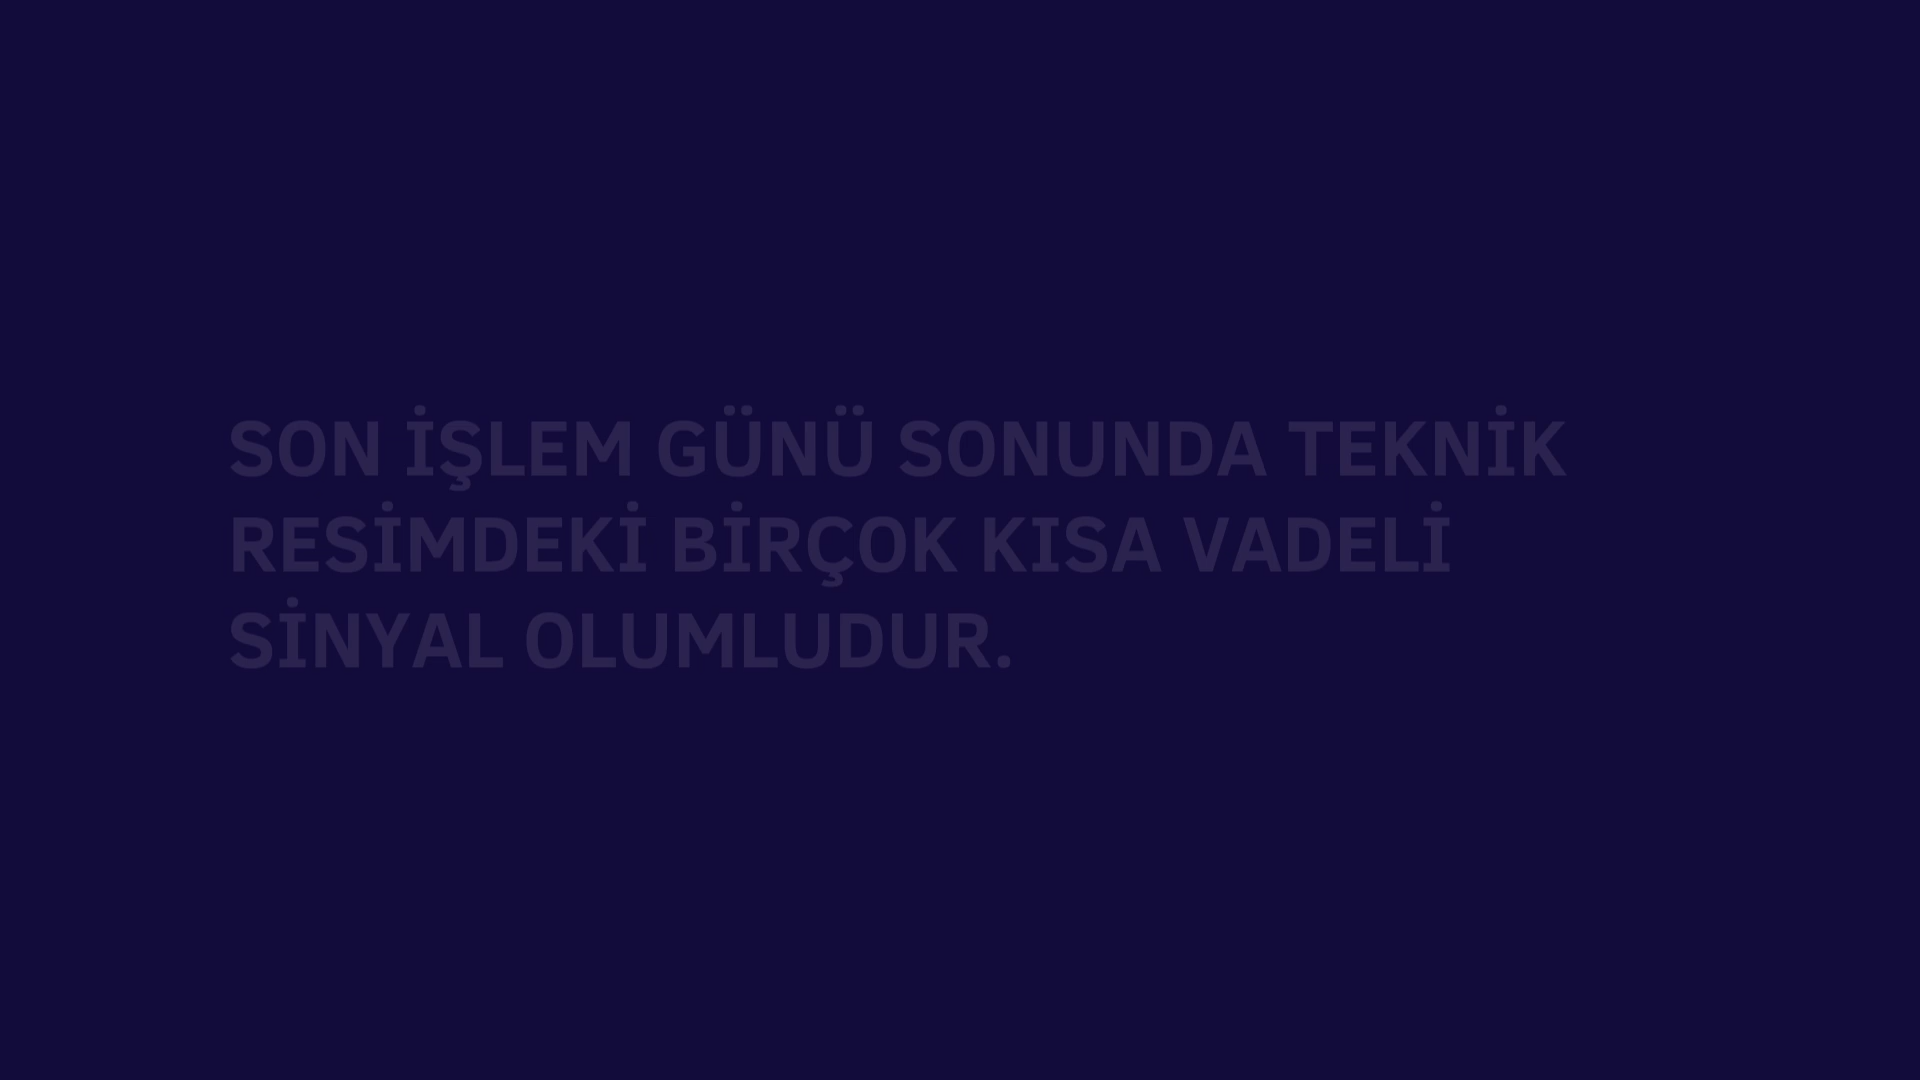 SON İŞLEM GÜNÜ SONUNDA TEKNİK
RESİMDEKİ BİRÇOK KISA VADELİ
SİNYAL OLUMLUDUR.